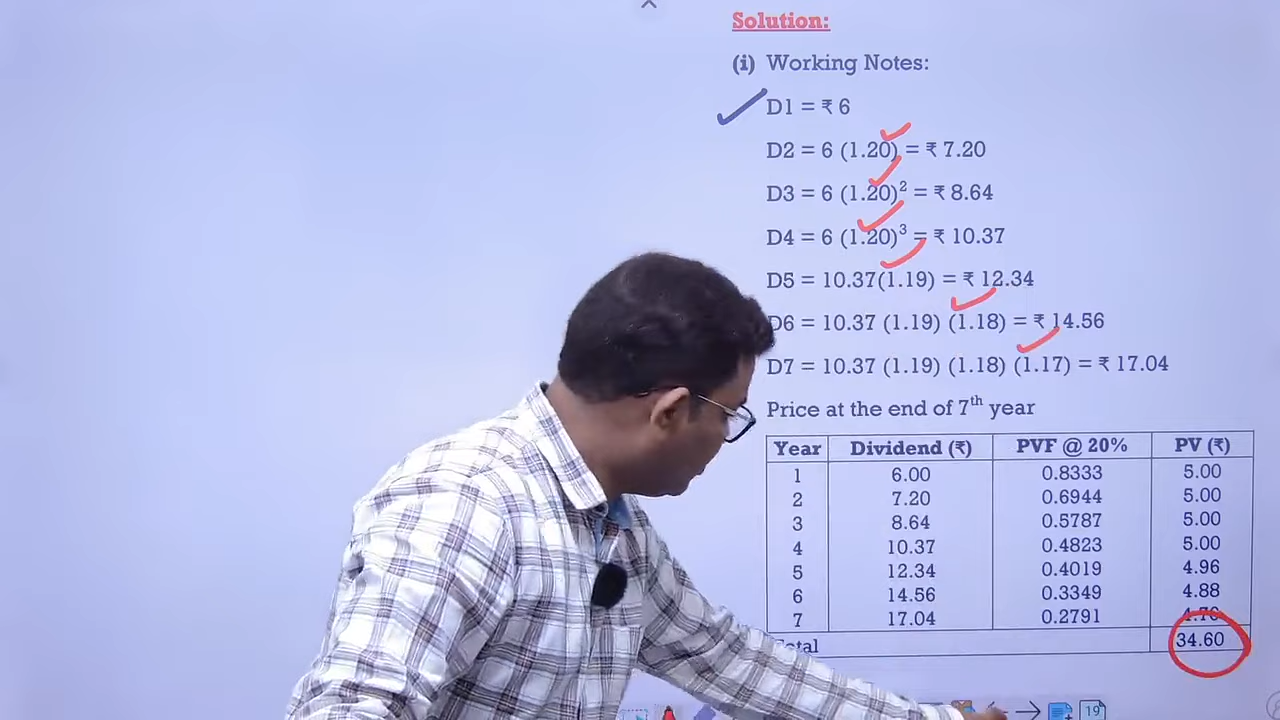 Solution:
(i) Working Notes:
D1 = ₹ 6
D2 = 6 (1.20) = ₹ 7.20
D3 = 6 (1.20)² = ₹ 8.64
D4 = 6 (1.20)³ = ₹ 10.37
D5 = 10.37(1.19) = ₹ 12.34
D6 = 10.37 (1.19) (1.18) = ₹ 14.56
D7 = 10.37 (1.19) (1.18) (1.17) = ₹ 17.04
Price at the end of 7th year
Year Dividend (₹) PVF @ 20% PV (₹)
1 6.00 0.8333 5.00
2 7.20 0.6944 5.00
3 8.64 0.5787 5.00
4 10.37 0.4823 5.00
5 12.34 0.4019 4.96
6 14.56 0.3349 4.88
7 17.04 0.2791 4.76
Total 34.60
19